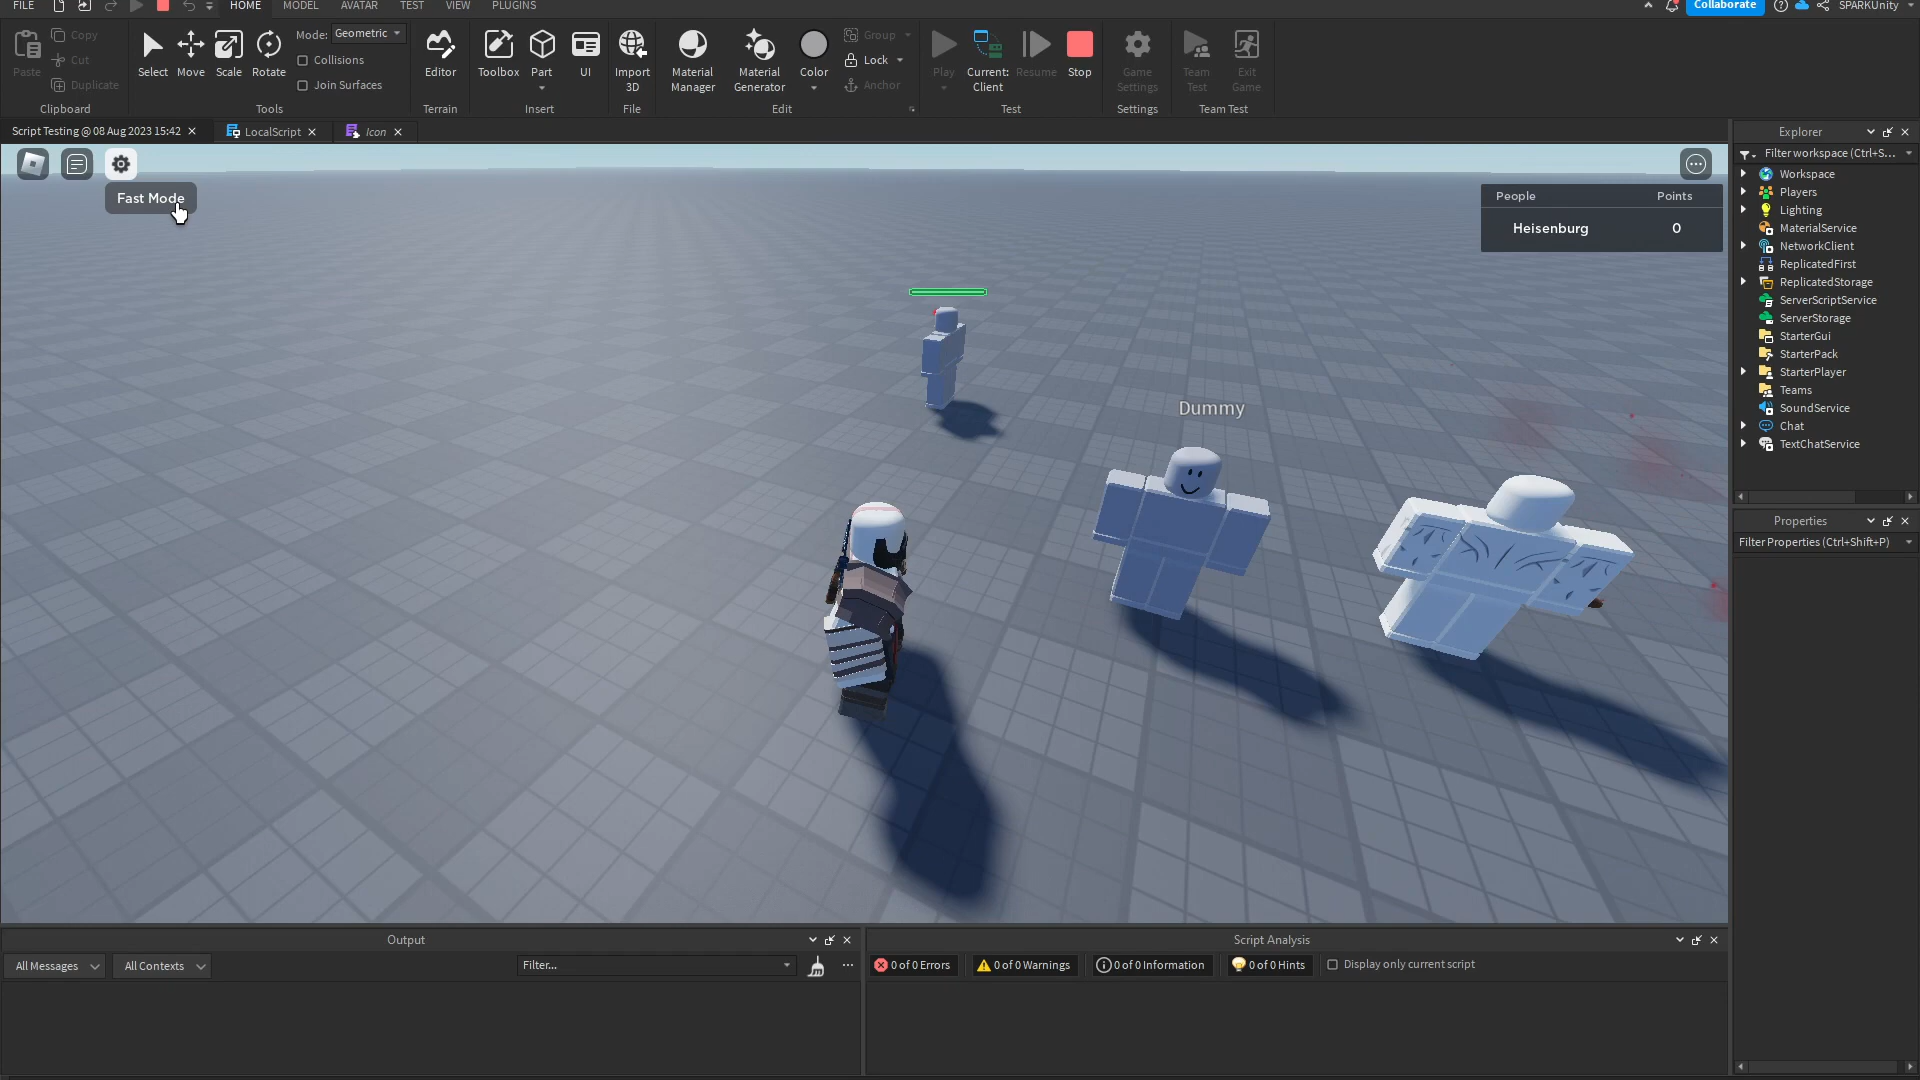 FILE HOME MODEL AVATAR TEST VIEW PLUGINS Collaborate SPARKUnity
Paste Copy Cut Duplicate
Clipboard
Select Move Scale Rotate
Mode: Geometric
Collisions
Join Surfaces
Tools
Editor
Terrain
Toolbox Part UI
Insert
Import 3D
File
Material Manager Material Generator Color
Group
Lock
Anchor
Edit
Play Current: Client Resume Stop
Test
Game Settings
Settings
Team Test Exit Game
Team Test
Script Testing @ 08 Aug 2023 15:42 LocalScript Icon
Fast Mode
People Points
Heisenburg 0
Dummy
Explorer
Filter workspace (Ctrl+S...
Workspace
Players
Lighting
MaterialService
NetworkClient
ReplicatedFirst
ReplicatedStorage
ServerScriptService
ServerStorage
StarterGui
StarterPack
StarterPlayer
Teams
SoundService
Chat
TextChatService
Properties
Filter Properties (Ctrl+Shift+P)
Output
All Messages All Contexts Filter...
Script Analysis
0 of 0 Errors 0 of 0 Warnings 0 of 0 Information 0 of 0 Hints Display only current script